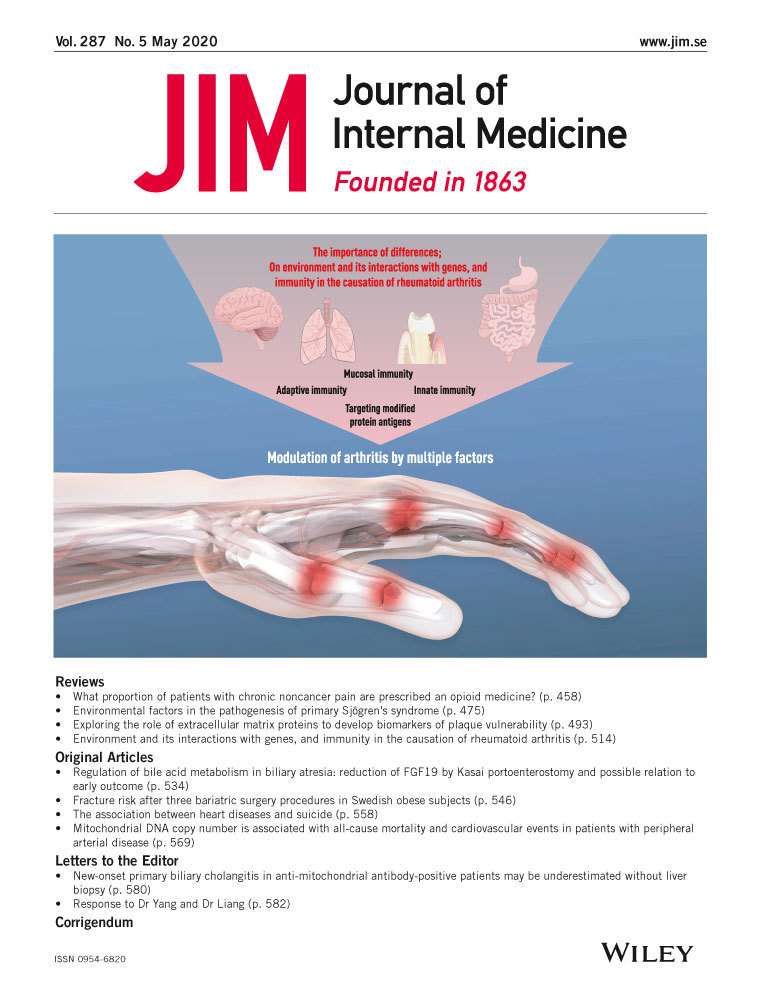 Vol. 287 No. 5 May 2020
www.jim.se
JIM
Journal of
Internal Medicine
Founded in 1863
The importance of differences;
On environment and its interactions with genes, and
immunity in the causation of rheumatoid arthritis
Mucosal immunity
Adaptive immunity
Innate immunity
Targeting modified
protein antigens
Modulation of arthritis by multiple factors
Reviews
• What proportion of patients with chronic noncancer pain are prescribed an opioid medicine? (p. 458)
• Environmental factors in the pathogenesis of primary Sjögren's syndrome (p. 475)
• Exploring the role of extracellular matrix proteins to develop biomarkers of plaque vulnerability (p. 493)
• Environment and its interactions with genes, and immunity in the causation of rheumatoid arthritis (p. 514)
Original Articles
• Regulation of bile acid metabolism in biliary atresia: reduction of FGF19 by Kasai portoenterostomy and possible relation to
early outcome (p. 534)
• Fracture risk after three bariatric surgery procedures in Swedish obese subjects (p. 546)
• The association between heart diseases and suicide (p. 558)
• Mitochondrial DNA copy number is associated with all-cause mortality and cardiovascular events in patients with peripheral
arterial disease (p. 569)
Letters to the Editor
• New-onset primary biliary cholangitis in anti-mitochondrial antibody-positive patients may be underestimated without liver
biopsy (p. 580)
• Response to Dr Yang and Dr Liang (p. 582)
Corrigendum
ISSN 0954-6820
WILEY